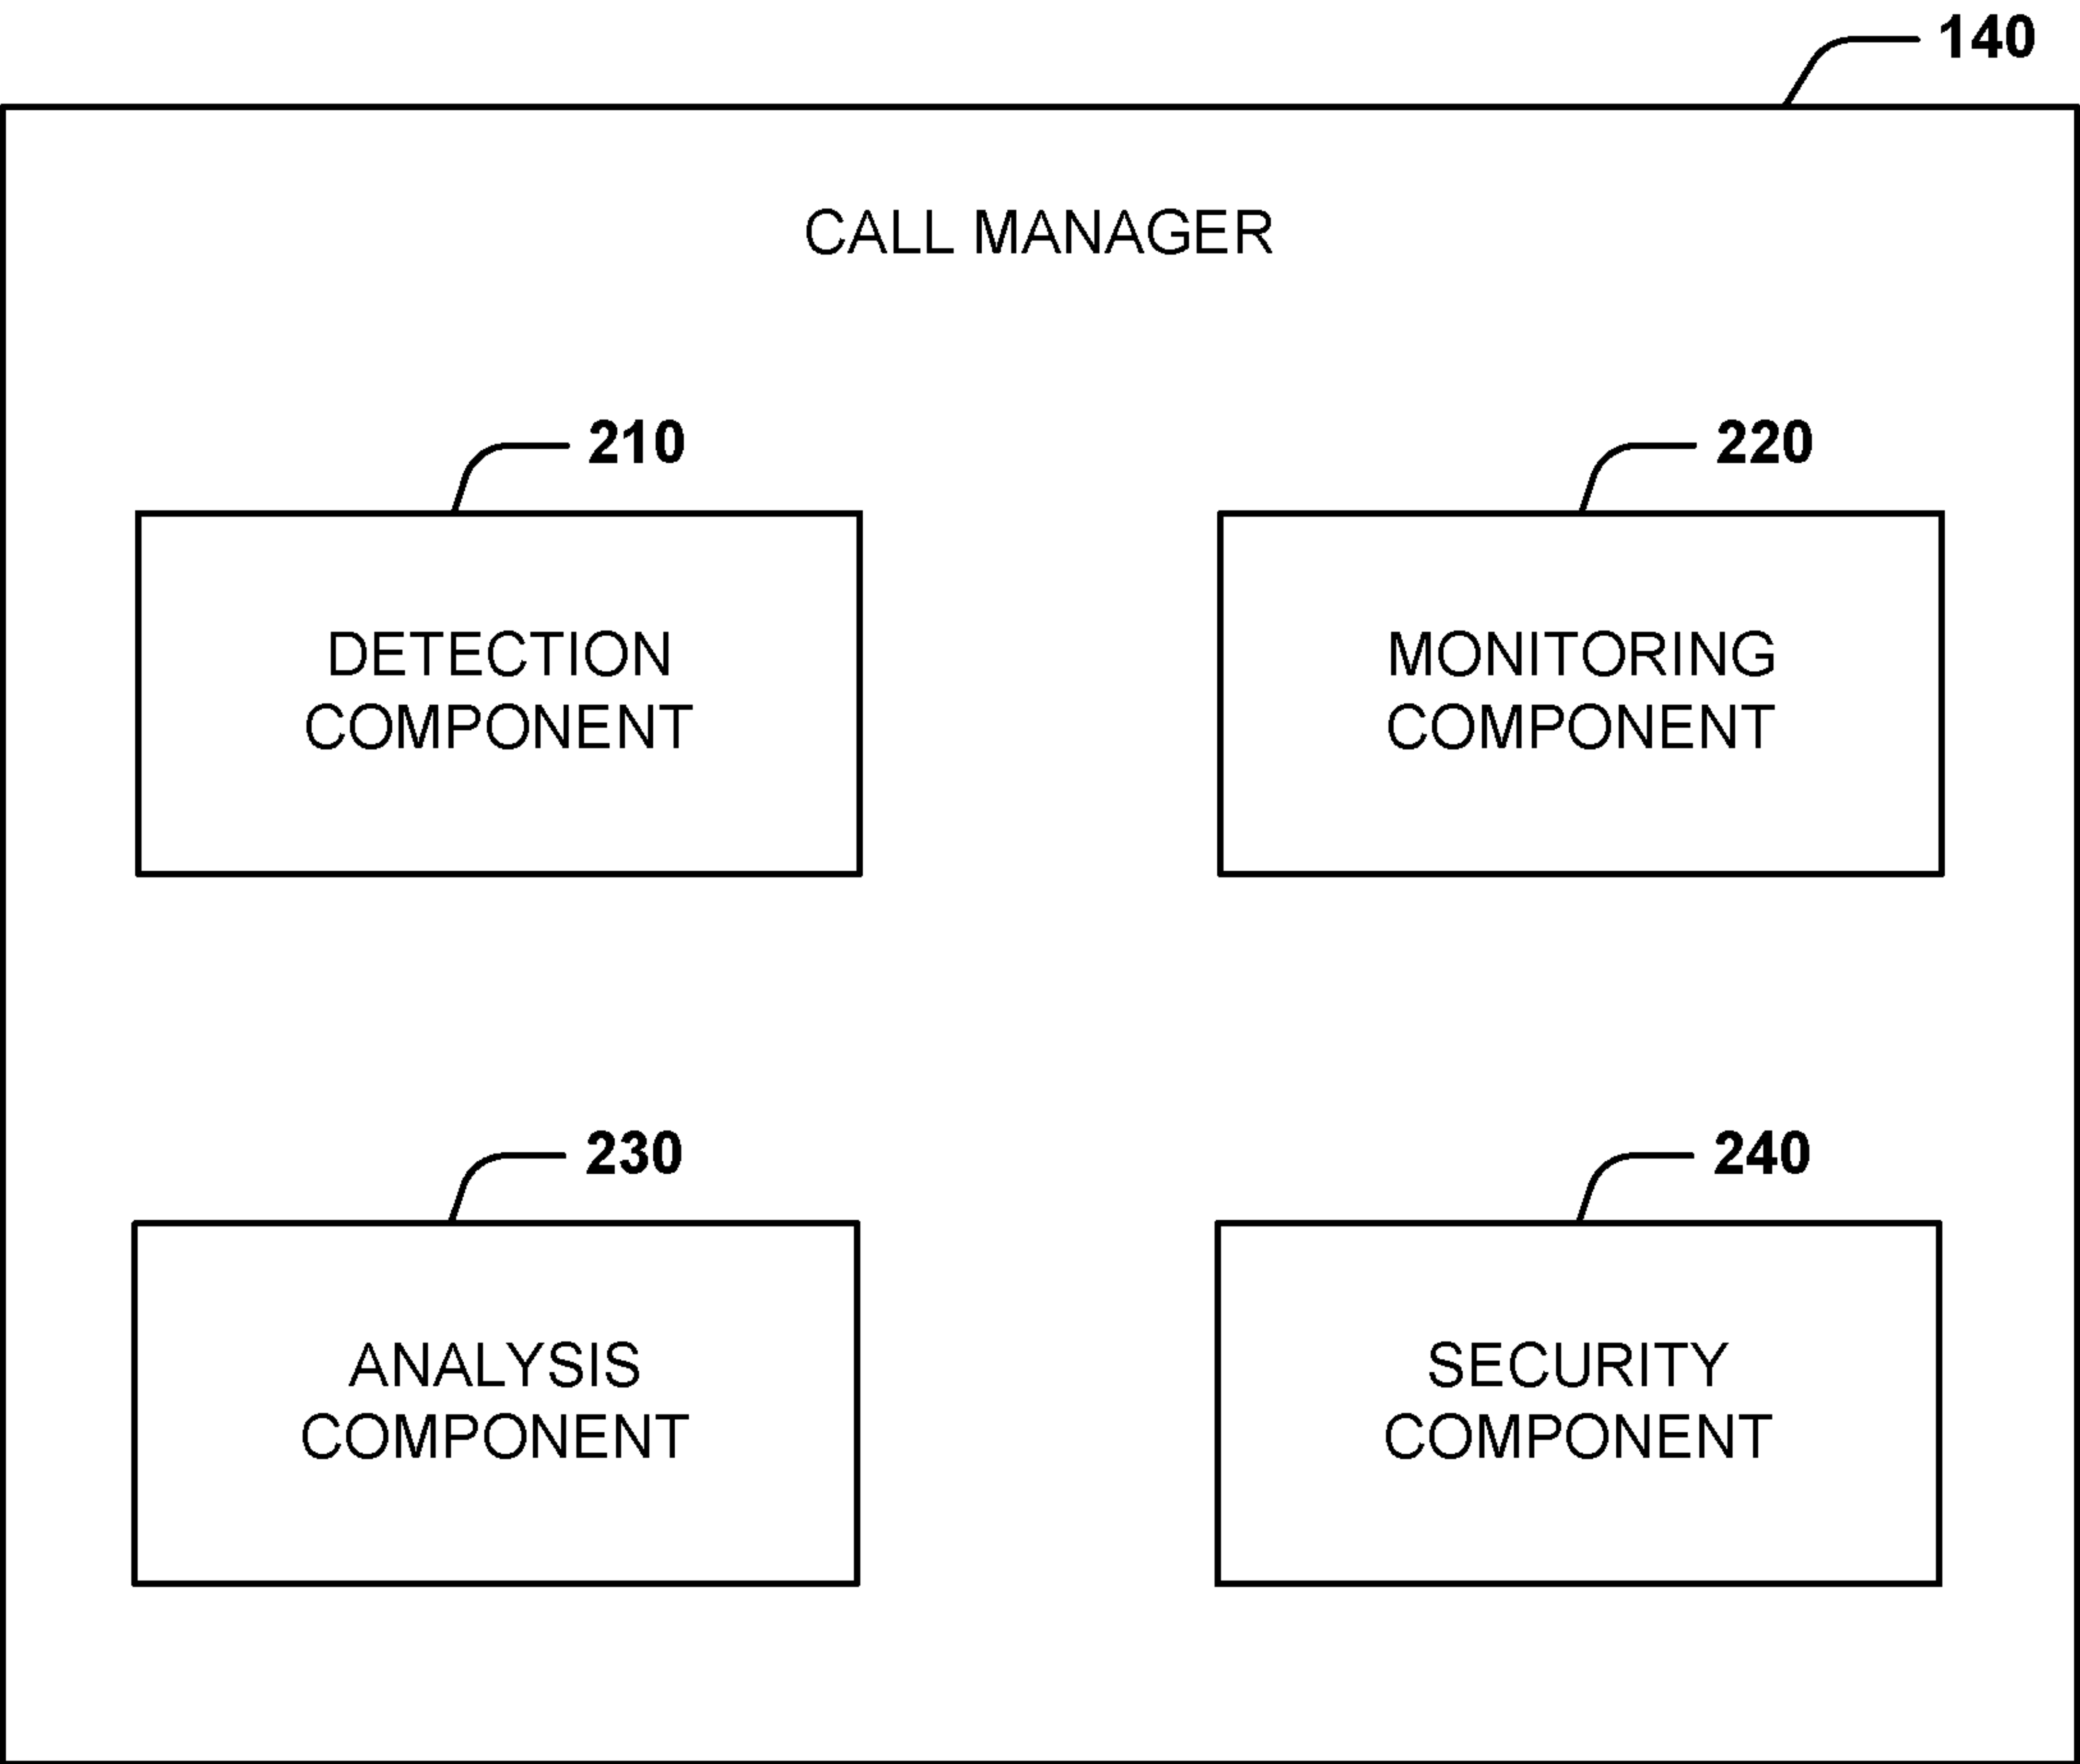 140
CALL MANAGER
210
220
DETECTION
COMPONENT
MONITORING
COMPONENT
230
240
ANALYSIS
COMPONENT
SECURITY
COMPONENT